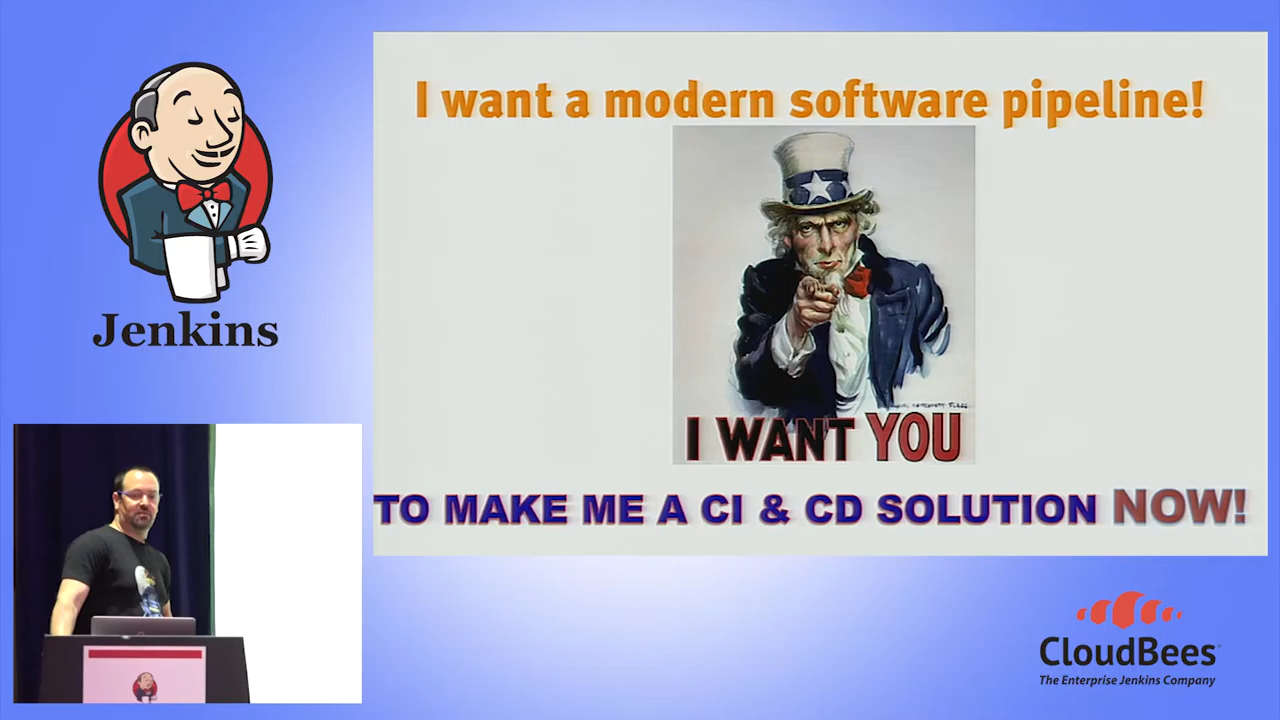 I want a modern software pipeline!
I WANT YOU
TO MAKE ME A CI & CD SOLUTION NOW!
Jenkins
CloudBees
The Enterprise Jenkins Company